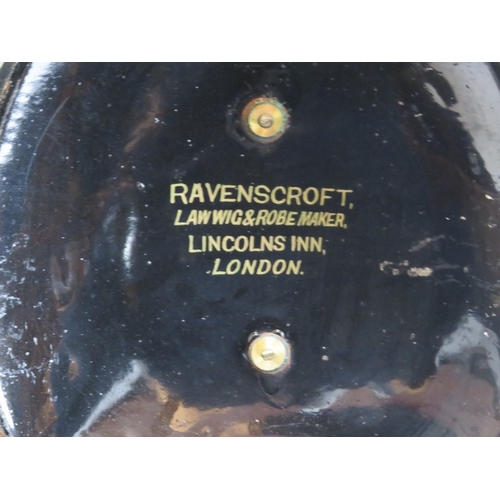 RAVENSCROFT,
LAW WIG & ROBE MAKER,
LINCOLNS INN,
LONDON.